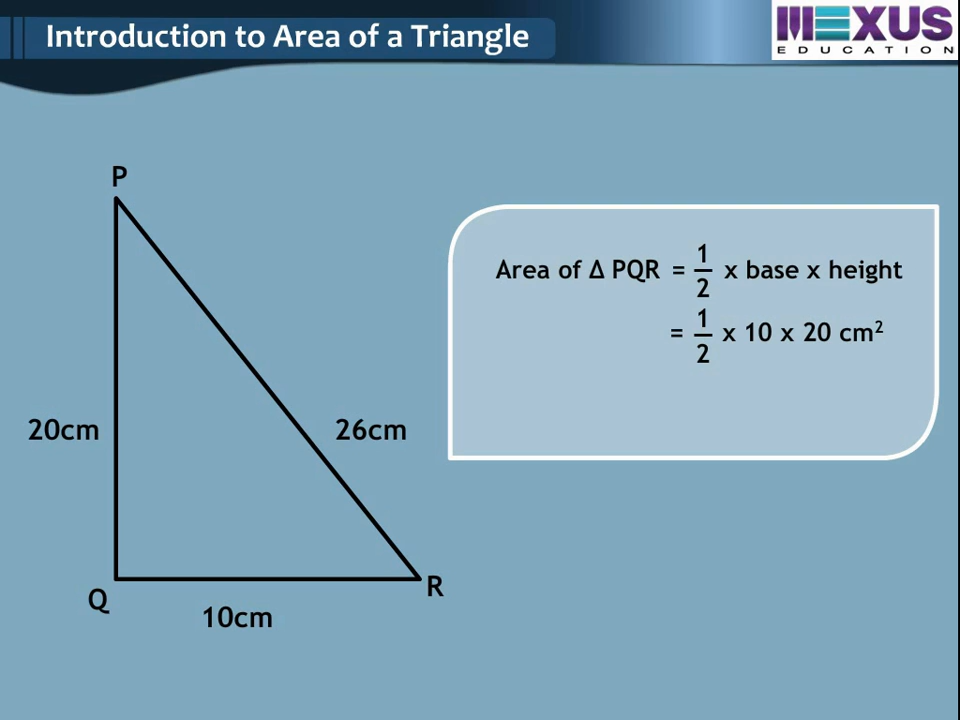 Introduction to Area of a Triangle
MEXUS
EDUCATION
P
Area of Δ PQR = 1/2 x base x height
= 1/2 x 10 x 20 cm²
20cm
26cm
Q
R
10cm